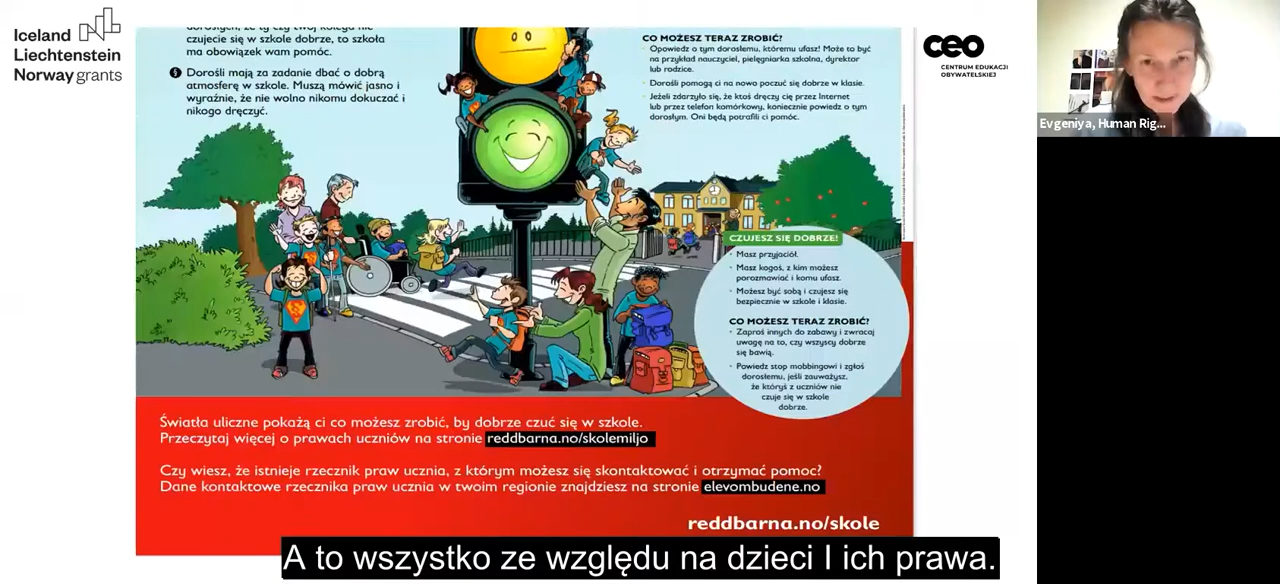 Iceland
Liechtenstein
Norway grants
czujecie się w szkole dobrze, to szkoła
ma obowiązek wam pomóc.
§ Dorośli mają za zadanie dbać o dobrą
atmosferę w szkole. Muszą mówić jasno i
wyraźnie, że nie wolno nikomu dokuczać i
nikogo dręczyć.
CO MOŻESZ TERAZ ZROBIĆ?
· Opowiedz o tym dorosłemu, któremu ufasz! Może to być
na przykład nauczyciel, pielęgniarka szkolna, dyrektor
lub rodzice.
· Dorośli pomogą ci na nowo poczuć się dobrze w klasie.
· Jeżeli zdarzyło się, że ktoś dręczy cię przez Internet
lub przez telefon komórkowy, koniecznie powiedz o tym
dorosłym. Oni będą potrafili ci pomóc.
ceo
CENTRUM EDUKACJI
OBYWATELSKIEJ
Evgeniya, Human Rig...
CZUJESZ SIĘ DOBRZE!
· Masz przyjaciół.
· Masz kogoś, z kim możesz
porozmawiać i komu ufasz.
· Możesz być sobą i czujesz się
bezpiecznie w szkole i klasie.
CO MOŻESZ TERAZ ZROBIĆ?
· Zaproś innych do zabawy i zwracaj
uwagę na to, czy wszyscy dobrze
się bawią.
· Powiedz stop mobbingowi i zgłoś
dorosłemu, jeśli zauważysz,
że któryś z uczniów nie
czuje się w szkole
dobrze.
Światła uliczne pokażą ci co możesz zrobić, by dobrze czuć się w szkole.
Przeczytaj więcej o prawach uczniów na stronie reddbarna.no/skolemiljo
Czy wiesz, że istnieje rzecznik praw ucznia, z którym możesz się skontaktować i otrzymać pomoc?
Dane kontaktowe rzecznika praw ucznia w twoim regionie znajdziesz na stronie elevombudene.no
reddbarna.no/skole
A to wszystko ze względu na dzieci I ich prawa.